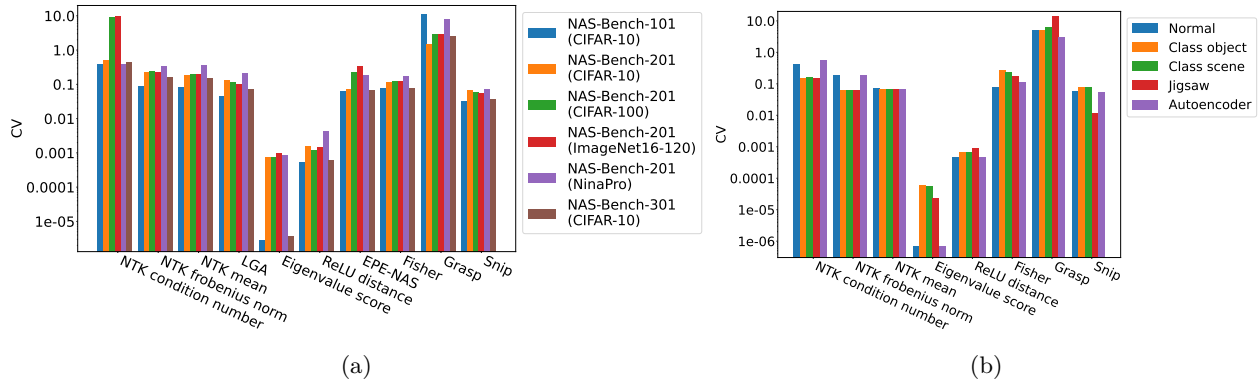 10.0
1.0
0.1
0.01
0.001
0.0001
1e-05
CV
NTK condition number
NTK frobenius norm
NTK mean
LGA
Eigenvalue score
ReLU distance
EPE-NAS
Fisher
Grasp
Snip
NAS-Bench-101
(CIFAR-10)
NAS-Bench-201
(CIFAR-10)
NAS-Bench-201
(CIFAR-100)
NAS-Bench-201
(ImageNet16-120)
NAS-Bench-201
(NinaPro)
NAS-Bench-301
(CIFAR-10)
(a)
10.0
1.0
0.1
0.01
0.001
0.0001
1e-05
1e-06
CV
NTK condition number
NTK frobenius norm
NTK mean
Eigenvalue score
ReLU distance
Fisher
Grasp
Snip
Normal
Class object
Class scene
Jigsaw
Autoencoder
(b)